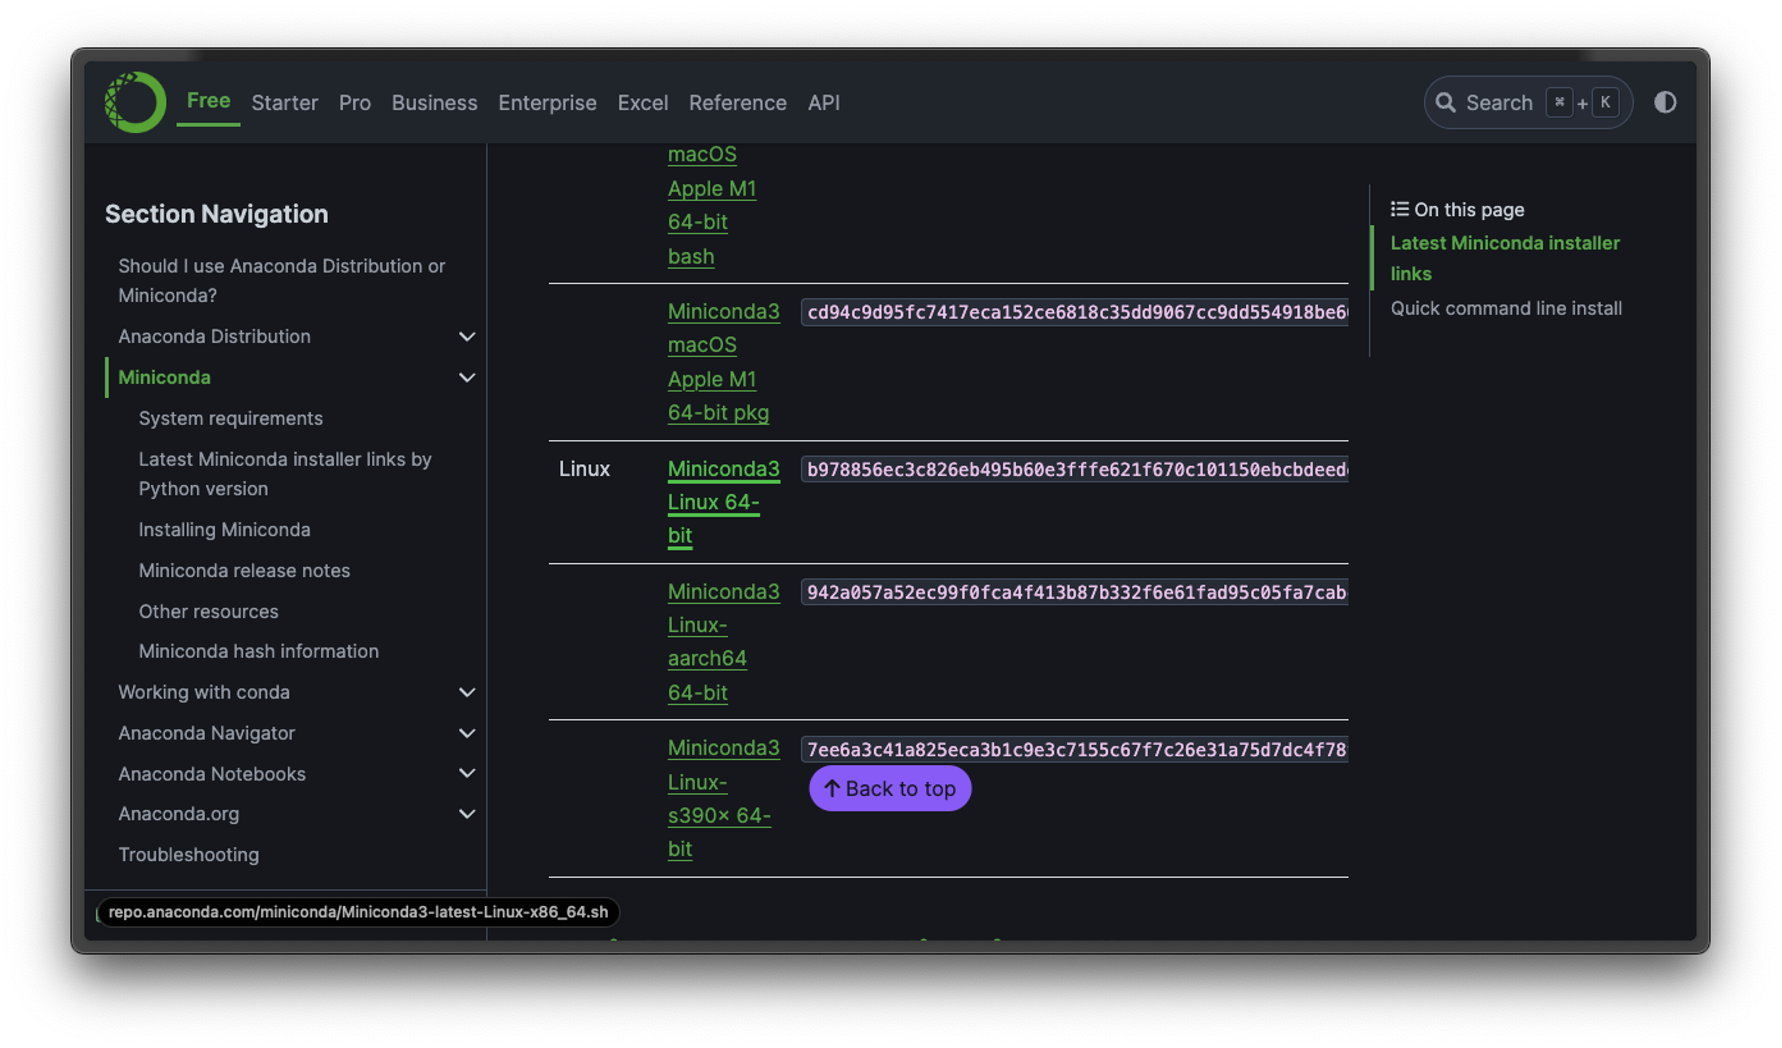 Free Starter Pro Business Enterprise Excel Reference API
Search ⌘ + K
Section Navigation
Should I use Anaconda Distribution or
Miniconda?
Anaconda Distribution
Miniconda
System requirements
Latest Miniconda installer links by
Python version
Installing Miniconda
Miniconda release notes
Other resources
Miniconda hash information
Working with conda
Anaconda Navigator
Anaconda Notebooks
Anaconda.org
Troubleshooting
repo.anaconda.com/miniconda/Miniconda3-latest-Linux-x86_64.sh
macOS
Apple M1
64-bit
bash
Miniconda3
macOS
Apple M1
64-bit pkg
cd94c9d95fc7417eca152ce6818c35dd9067cc9dd554918be6
Linux
Miniconda3
Linux 64-
bit
b978856ec3c826eb495b60e3fffe621f670c101150ebcbdeed
Miniconda3
Linux-
aarch64
64-bit
942a057a52ec99f0fca4f413b87b332f6e61fad95c05fa7cab
Miniconda3
Linux-
s390× 64-
bit
7ee6a3c41a825eca3b1c9e3c7155c67f7c26e31a75d7dc4f78
↑ Back to top
On this page
Latest Miniconda installer
links
Quick command line install